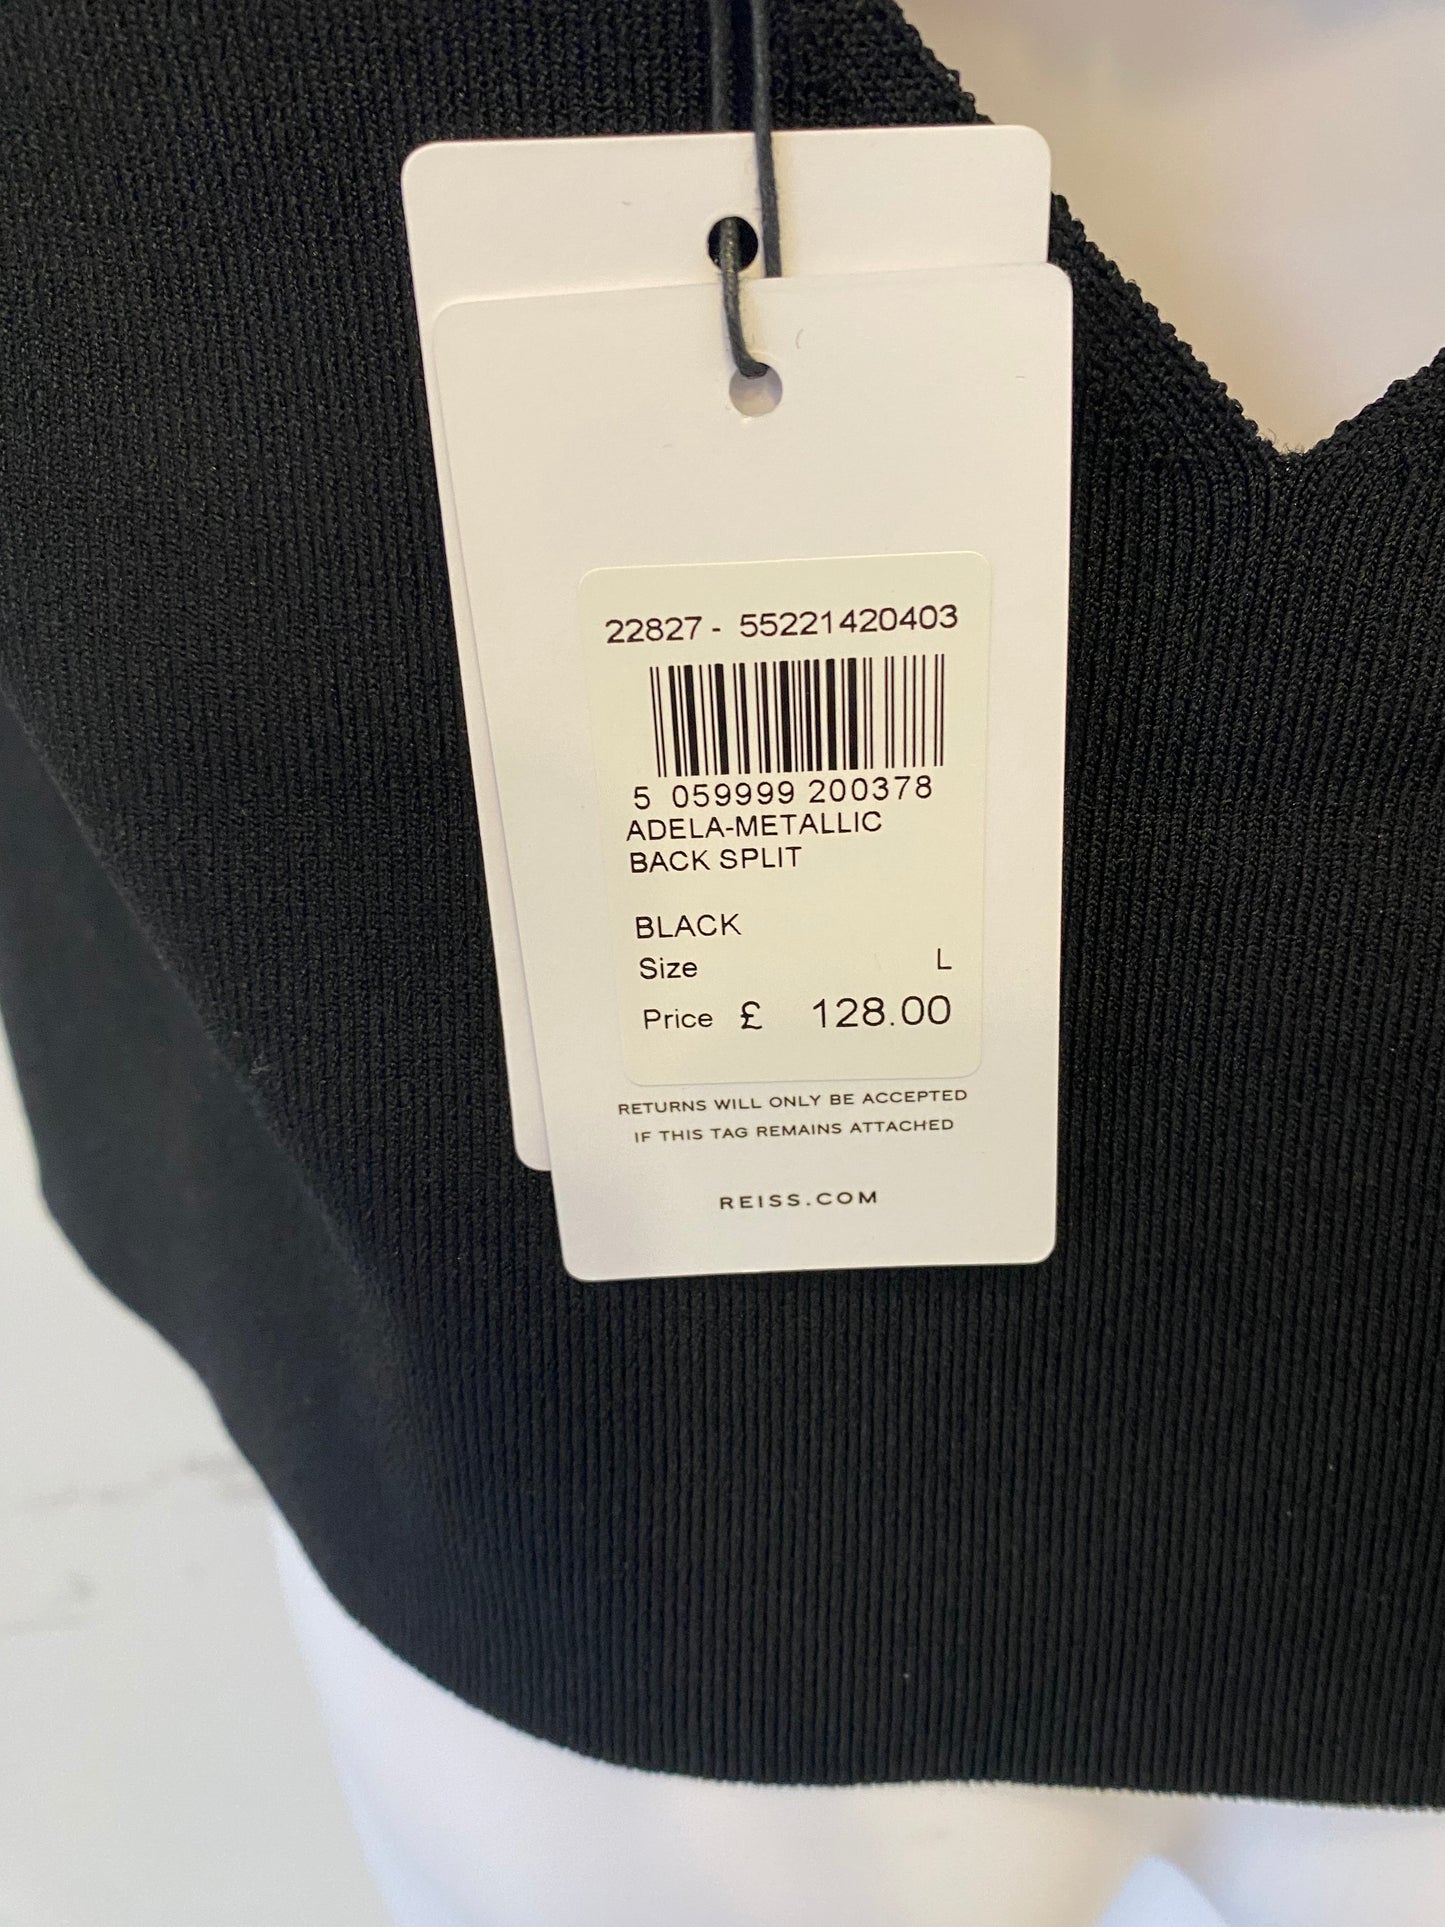 22827 - 55221420403
5 059999 200378
ADELA-METALLIC
BACK SPLIT
BLACK
Size L
Price £ 128.00
RETURNS WILL ONLY BE ACCEPTED
IF THIS TAG REMAINS ATTACHED
REISS.COM